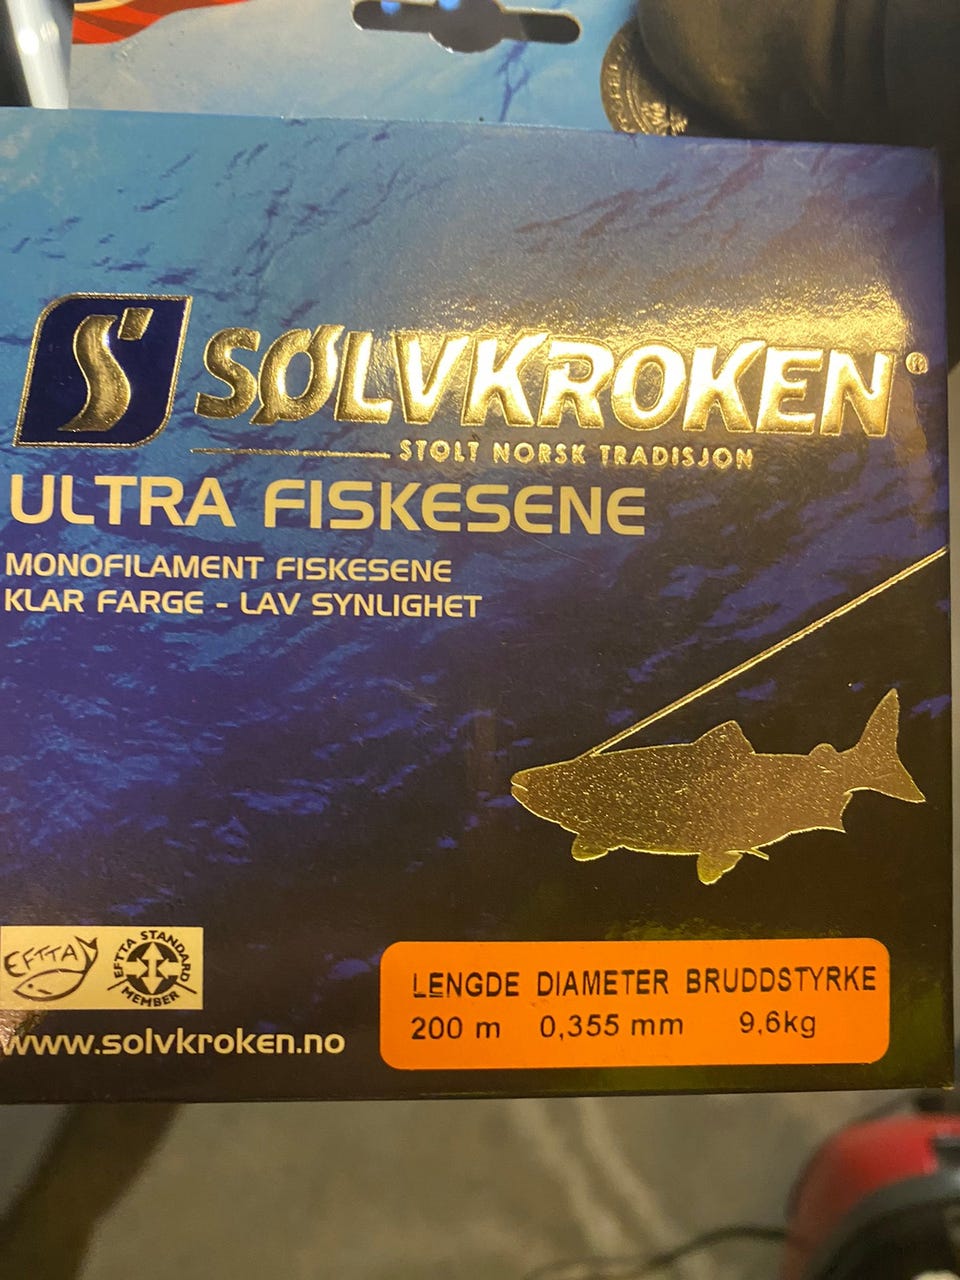 SØLVKROKEN®
STOLT NORSK TRADISJON
ULTRA FISKESENE
MONOFILAMENT FISKESENE
KLAR FARGE - LAV SYNLIGHET
EFTTA
EFTTA STANDARD
MEMBER
www.solvkroken.no
LENGDE DIAMETER BRUDDSTYRKE
200 m 0,355 mm 9,6kg